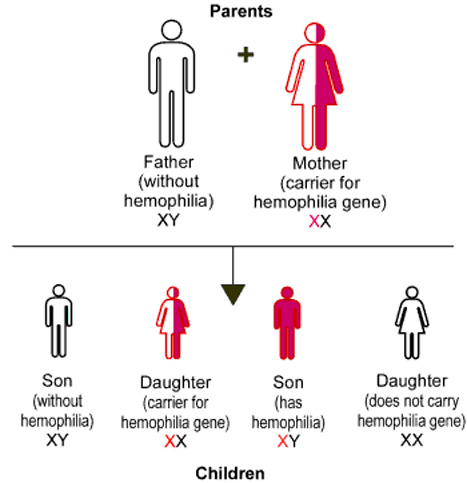 Parents
+
Father
(without
hemophilia)
XY
Mother
(carrier for
hemophilia gene)
XX
Son
(without
hemophilia)
XY
Daughter
(carrier for
hemophilia gene)
XX
Son
(has
hemophilia)
XY
Daughter
(does not carry
hemophilia gene)
XX
Children